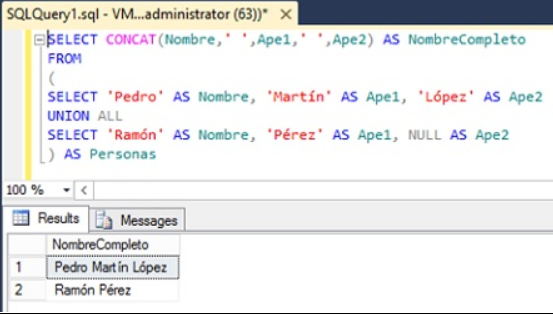 SQLQuery1.sql - VM...administrator (63))* ×
SELECT CONCAT(Nombre,' ',Ape1,' ',Ape2) AS NombreCompleto
FROM
(
SELECT 'Pedro' AS Nombre, 'Martín' AS Ape1, 'López' AS Ape2
UNION ALL
SELECT 'Ramón' AS Nombre, 'Pérez' AS Ape1, NULL AS Ape2
) AS Personas
100 %
Results Messages
NombreCompleto
1 Pedro Martín López
2 Ramón Pérez